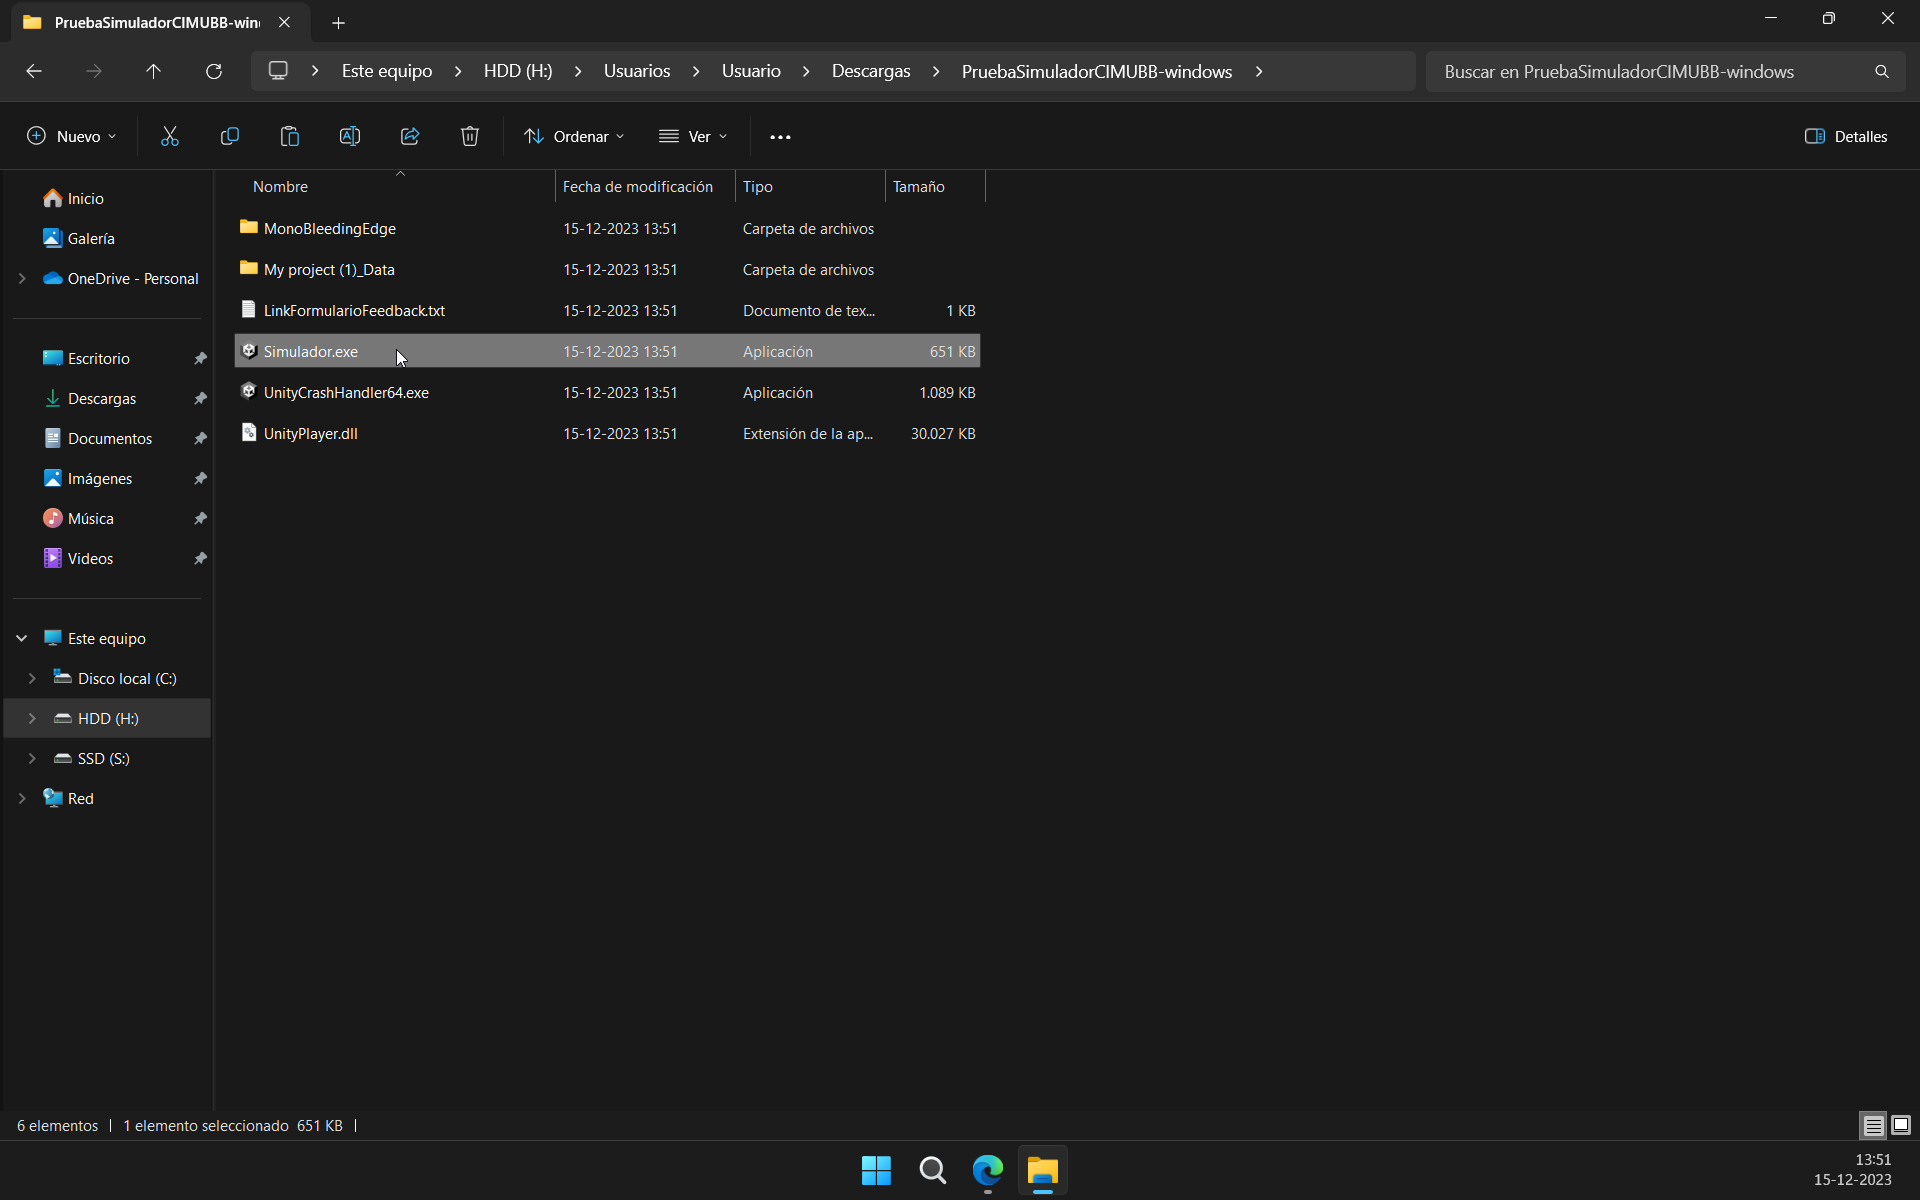 PruebaSimuladorCIMUBB-win
Este equipo HDD (H:) Usuarios Usuario Descargas PruebaSimuladorCIMUBB-windows
Buscar en PruebaSimuladorCIMUBB-windows
Nuevo Ordenar Ver Detalles
Inicio
Galería
OneDrive - Personal
Escritorio
Descargas
Documentos
Imágenes
Música
Videos
Este equipo
Disco local (C:)
HDD (H:)
SSD (S:)
Red
Nombre Fecha de modificación Tipo Tamaño
MonoBleedingEdge 15-12-2023 13:51 Carpeta de archivos
My project (1)_Data 15-12-2023 13:51 Carpeta de archivos
LinkFormularioFeedback.txt 15-12-2023 13:51 Documento de tex... 1 KB
Simulador.exe 15-12-2023 13:51 Aplicación 651 KB
UnityCrashHandler64.exe 15-12-2023 13:51 Aplicación 1.089 KB
UnityPlayer.dll 15-12-2023 13:51 Extensión de la ap... 30.027 KB
6 elementos 1 elemento seleccionado 651 KB
13:51
15-12-2023